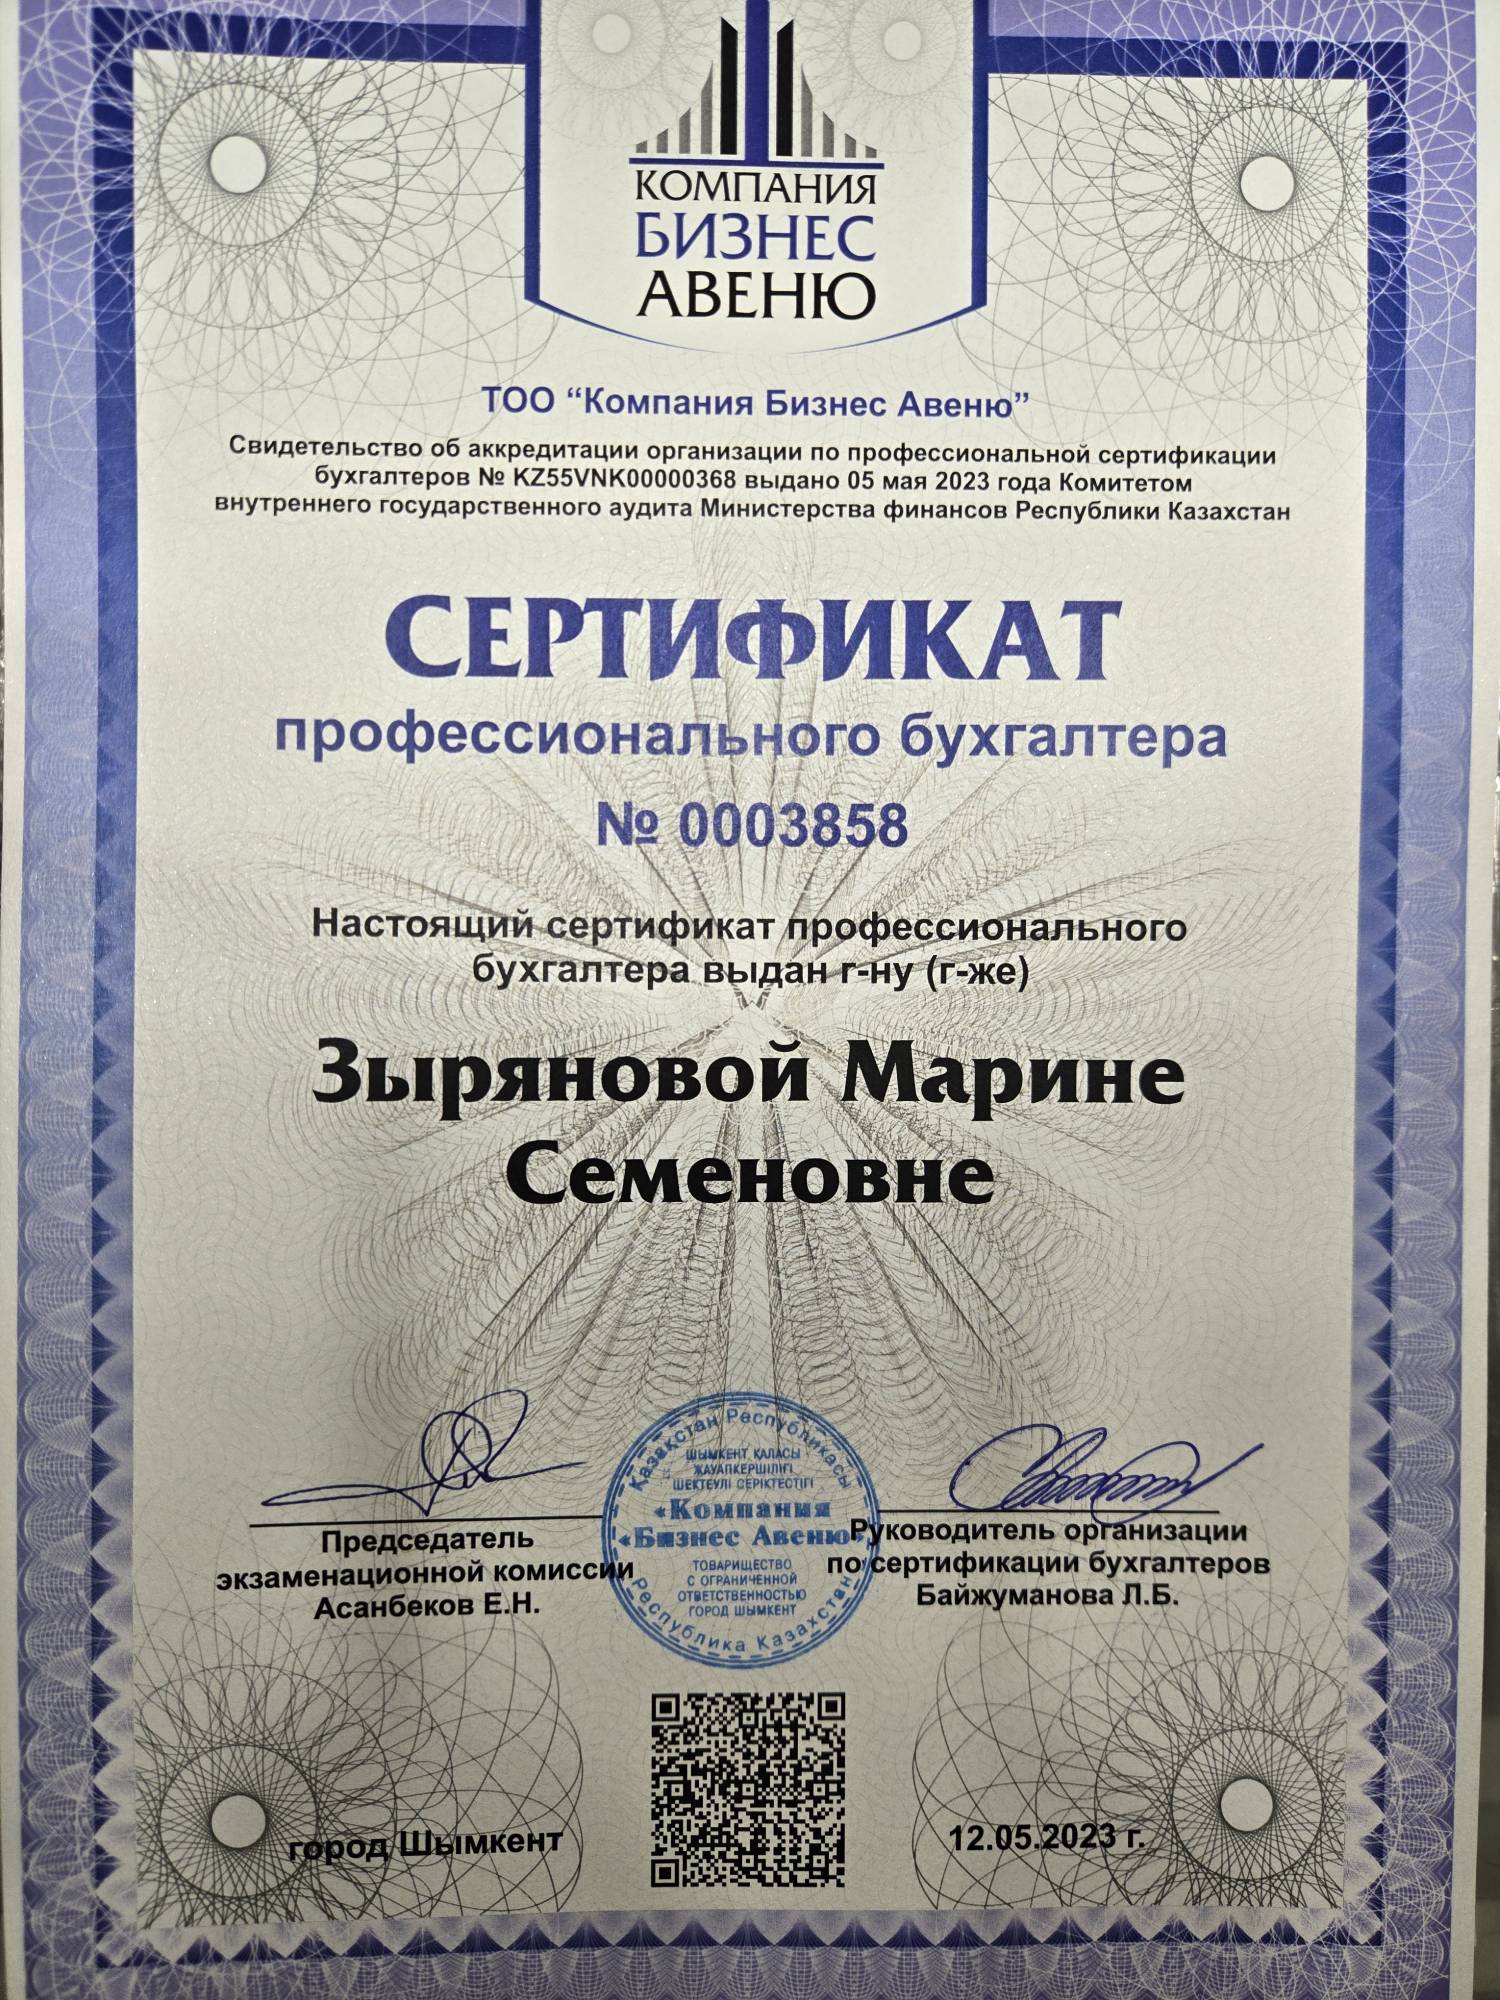 КОМПАНИЯ
БИЗНЕС
АВЕНЮ
ТОО “Компания Бизнес Авеню”
Свидетельство об аккредитации организации по профессиональной сертификации
бухгалтеров № KZ55VNK00000368 выдано 05 мая 2023 года Комитетом
внутреннего государственного аудита Министерства финансов Республики Казахстан
СЕРТИФИКАТ
профессионального бухгалтера
№ 0003858
Настоящий сертификат профессионального
бухгалтера выдан г-ну (г-же)
Зыряновой Марине
Семеновне
Председатель
экзаменационной комиссии
Асанбеков Е.Н.
Қазақстан Республикасы
ШЫМКЕНТ ҚАЛАСЫ
ЖАУАПКЕРШІЛІГІ
ШЕКТЕУЛІ СЕРІКТЕСТІГІ
«Компания
«Бизнес Авеню»
ТОВАРИЩЕСТВО
С ОГРАНИЧЕННОЙ
ОТВЕТСТВЕННОСТЬЮ
ГОРОД ШЫМКЕНТ
Республика Казахстан
Руководитель организации
по сертификации бухгалтеров
Байжуманова Л.Б.
город Шымкент
12.05.2023 г.